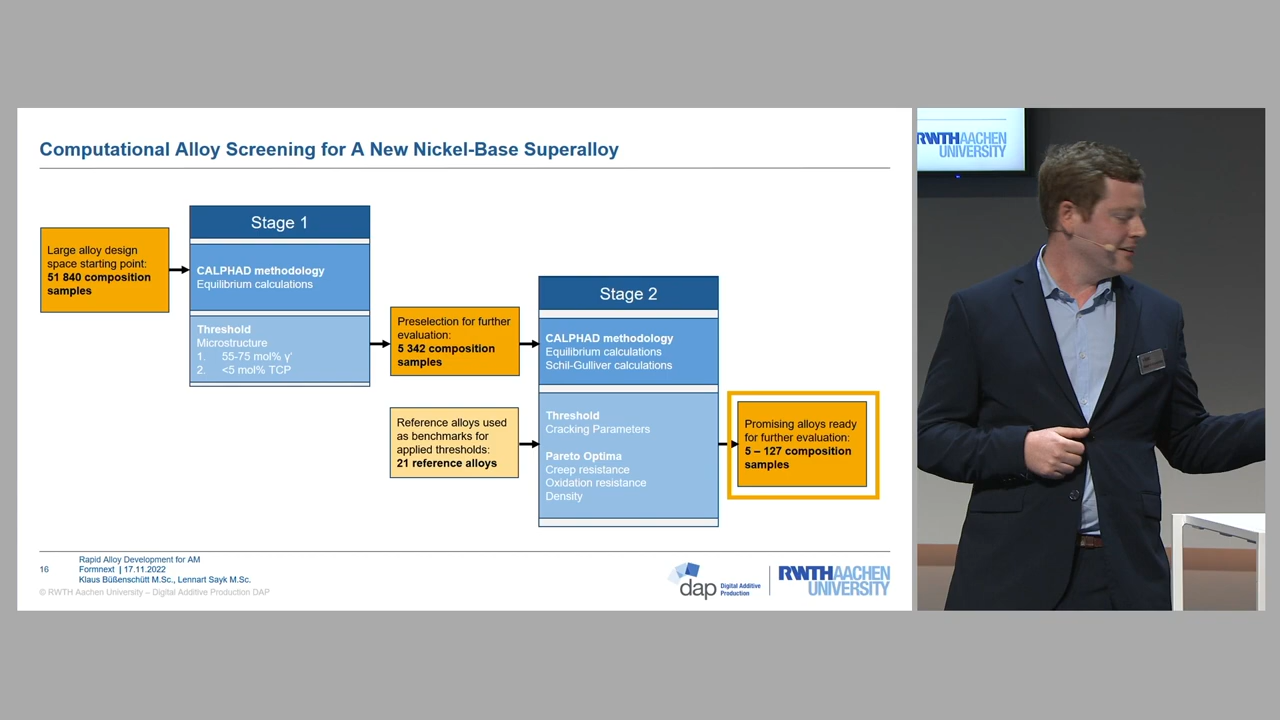 Computational Alloy Screening for A New Nickel-Base Superalloy
Large alloy design
space starting point:
51 840 composition
samples
Stage 1
CALPHAD methodology
Equilibrium calculations
Threshold
Microstructure
1. 55-75 mol% γ'
2. <5 mol% TCP
Preselection for further
evaluation:
5 342 composition
samples
Reference alloys used
as benchmarks for
applied thresholds:
21 reference alloys
Stage 2
CALPHAD methodology
Equilibrium calculations
Schil-Gulliver calculations
Threshold
Cracking Parameters
Pareto Optima
Creep resistance
Oxidation resistance
Density
Promising alloys ready
for further evaluation:
5 – 127 composition
samples
16
Rapid Alloy Development for AM
Formnext | 17.11.2022
Klaus Büßenschütt M.Sc., Lennart Sayk M.Sc.
© RWTH Aachen University – Digital Additive Production DAP
dap Digital Additive
Production
RWTH AACHEN
UNIVERSITY
RWTH AACHEN
UNIVERSITY